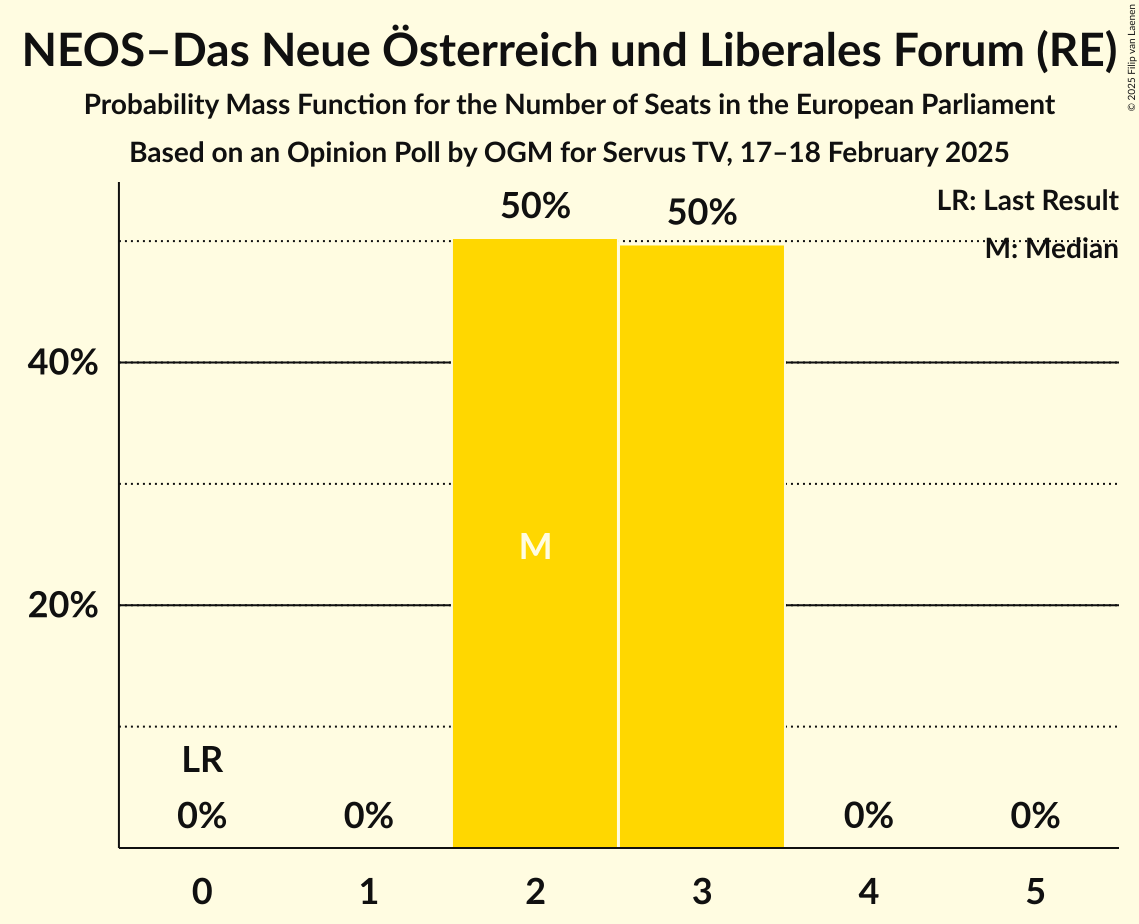 NEOS–Das Neue Österreich und Liberales Forum (RE)
Probability Mass Function for the Number of Seats in the European Parliament
Based on an Opinion Poll by OGM for Servus TV, 17–18 February 2025
© 2025 Filip van Laenen
LR: Last Result
M: Median
50%
50%
40%
M
20%
LR
0%
0%
0%
0%
0
1
2
3
4
5